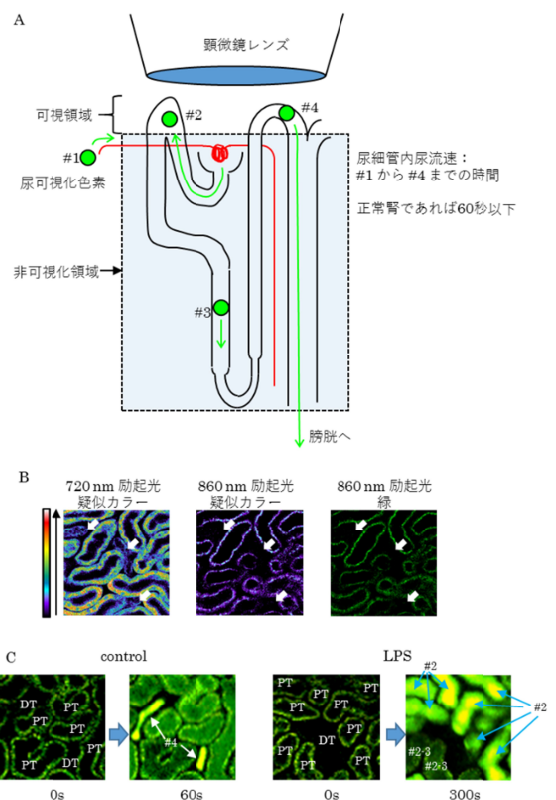 A
顕微鏡レンズ
可視領域
#2
#4
#1
尿可視化色素
尿細管内尿流速：
#1 から #4 までの時間
正常腎であれば60秒以下
非可視化領域
#3
膀胱へ
B
720 nm 励起光
疑似カラー
860 nm 励起光
疑似カラー
860 nm 励起光
緑
C
control
LPS
PT
DT
PT
PT
PT
PT
DT
#4
PT
PT
PT
DT
PT
PT
#2
#2
#2-3
#2-3
0s
60s
0s
300s